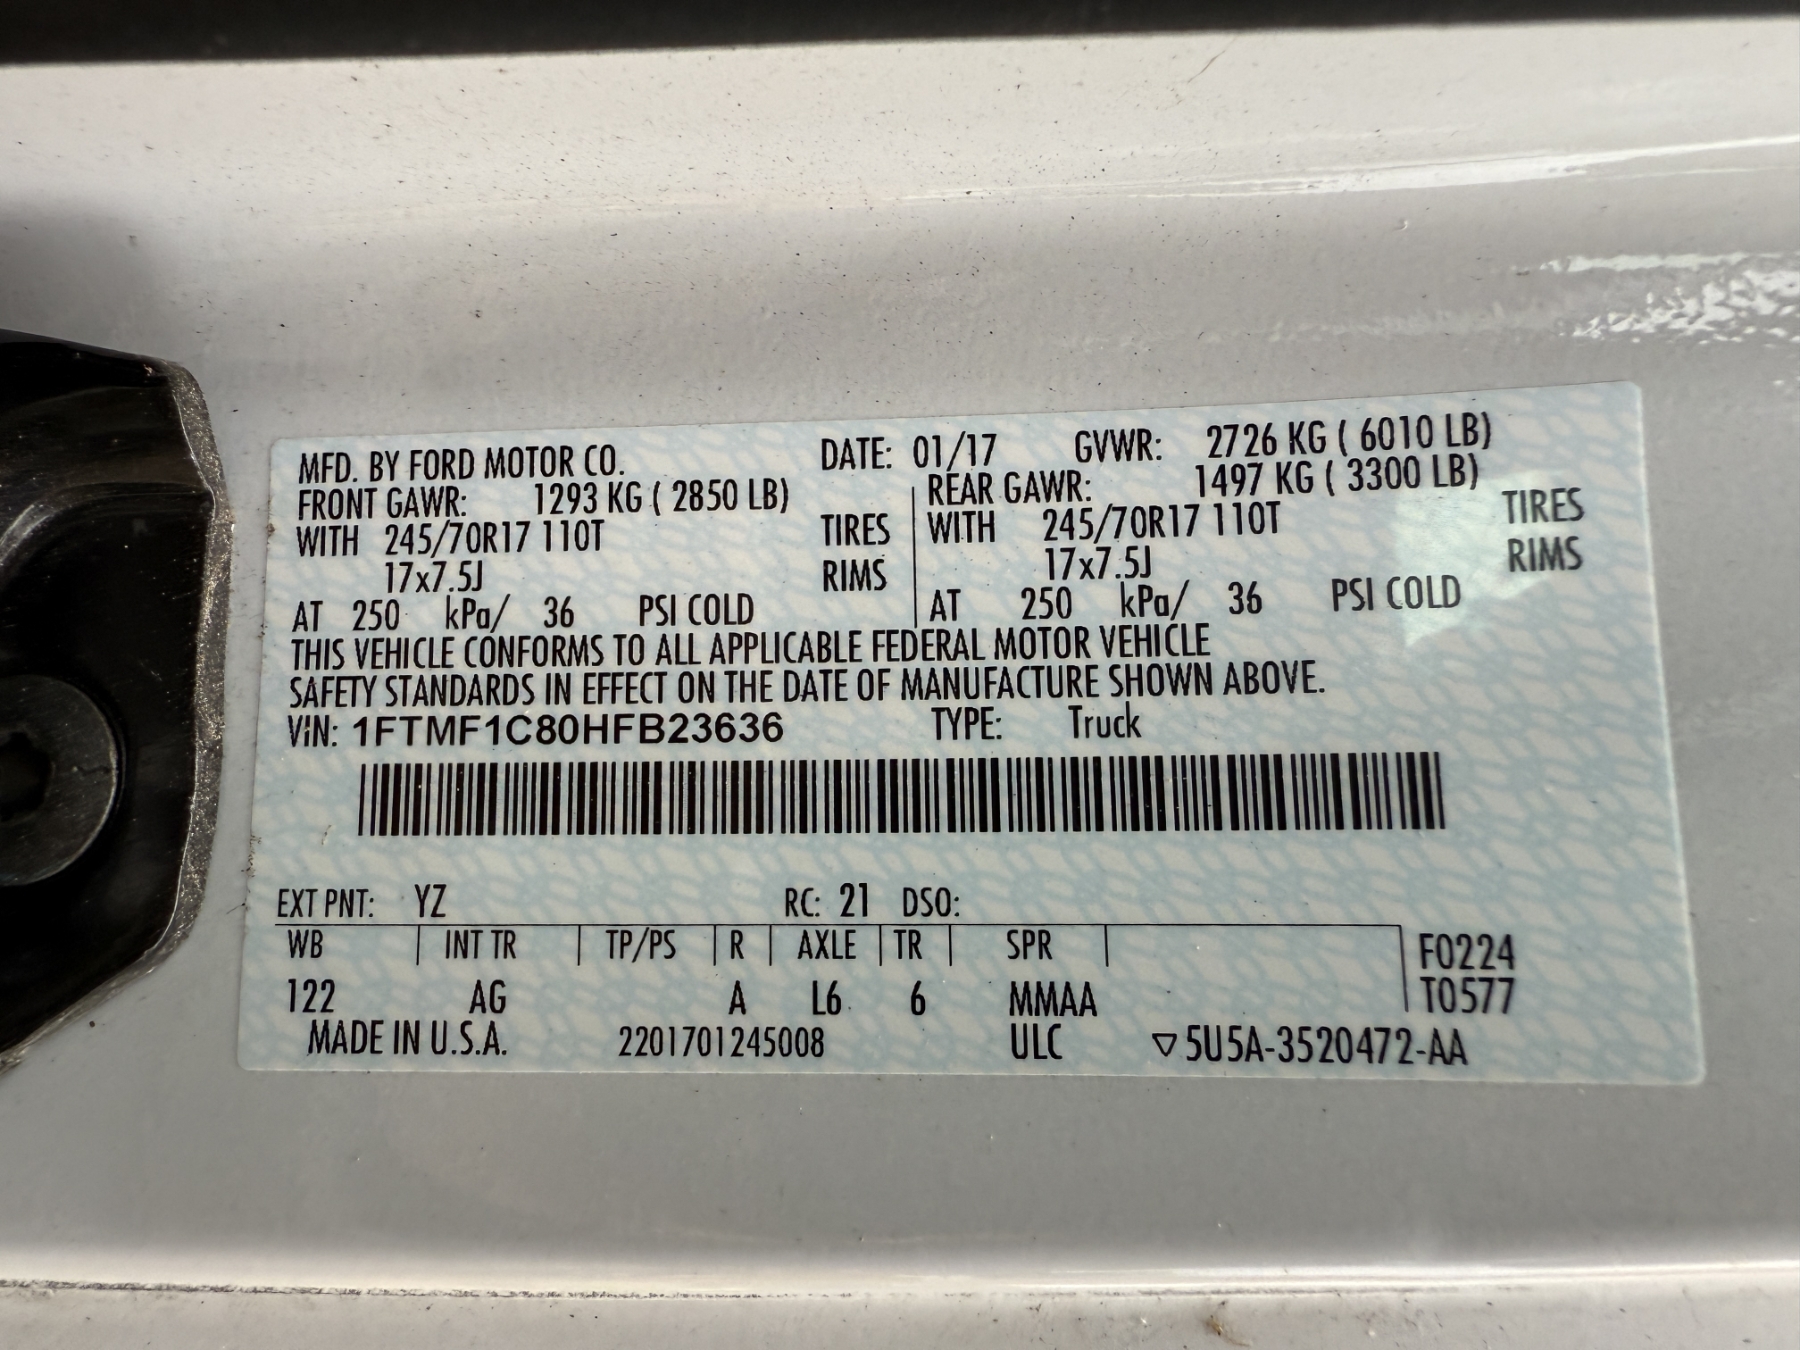 MFD. BY FORD MOTOR CO. DATE: 01/17 GVWR: 2726 KG ( 6010 LB)
FRONT GAWR: 1293 KG ( 2850 LB) REAR GAWR: 1497 KG ( 3300 LB)
WITH 245/70R17 110T TIRES WITH 245/70R17 110T TIRES
17x7.5J RIMS 17x7.5J RIMS
AT 250 kPa/ 36 PSI COLD AT 250 kPa/ 36 PSI COLD
THIS VEHICLE CONFORMS TO ALL APPLICABLE FEDERAL MOTOR VEHICLE
SAFETY STANDARDS IN EFFECT ON THE DATE OF MANUFACTURE SHOWN ABOVE.
VIN: 1FTMF1C80HFB23636 TYPE: Truck
EXT PNT: YZ RC: 21 DSO:
WB INT TR TP/PS R AXLE TR SPR F0224
122 AG A L6 6 MMAA T0577
MADE IN U.S.A. 2201701245008 ULC ▽5U5A-3520472-AA